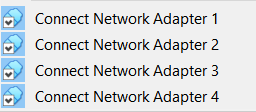 Connect Network Adapter 1
Connect Network Adapter 2
Connect Network Adapter 3
Connect Network Adapter 4